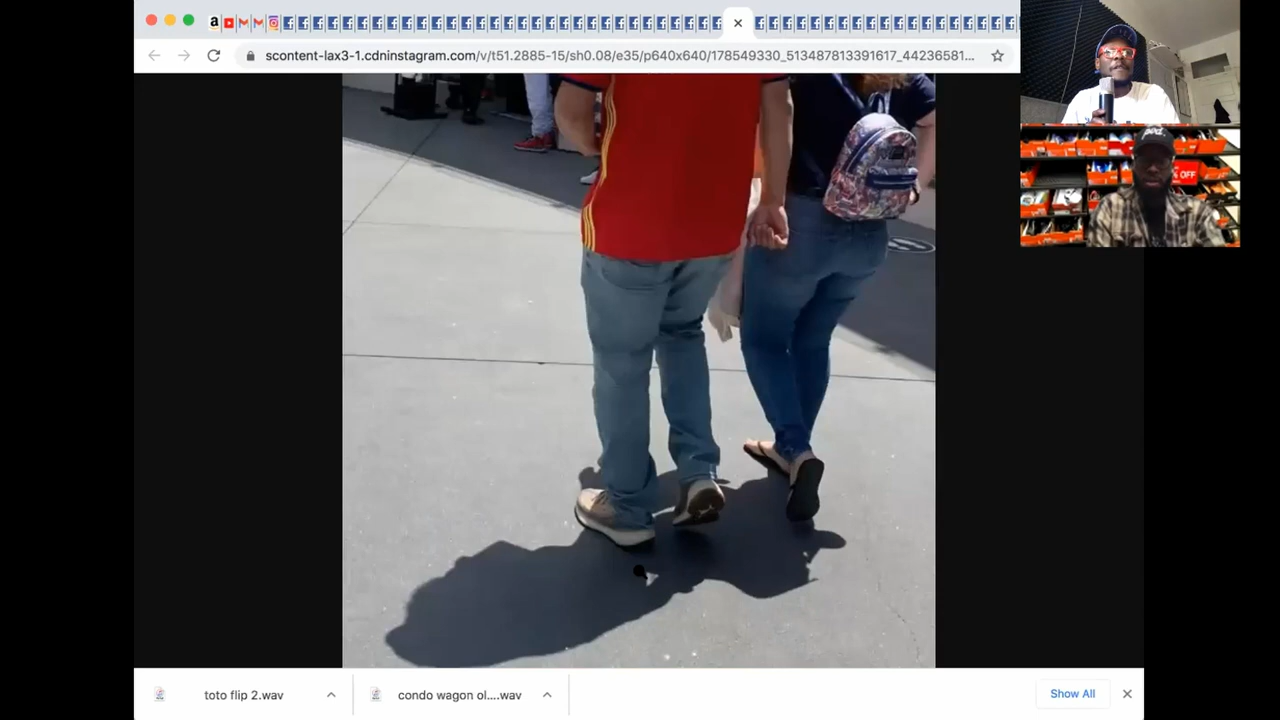 scontent-lax3-1.cdninstagram.com/v/t51.2885-15/sh0.08/e35/p640x640/178549330_513487813391617_44236581...
% OFF
toto flip 2.wav
condo wagon ol....wav
Show All